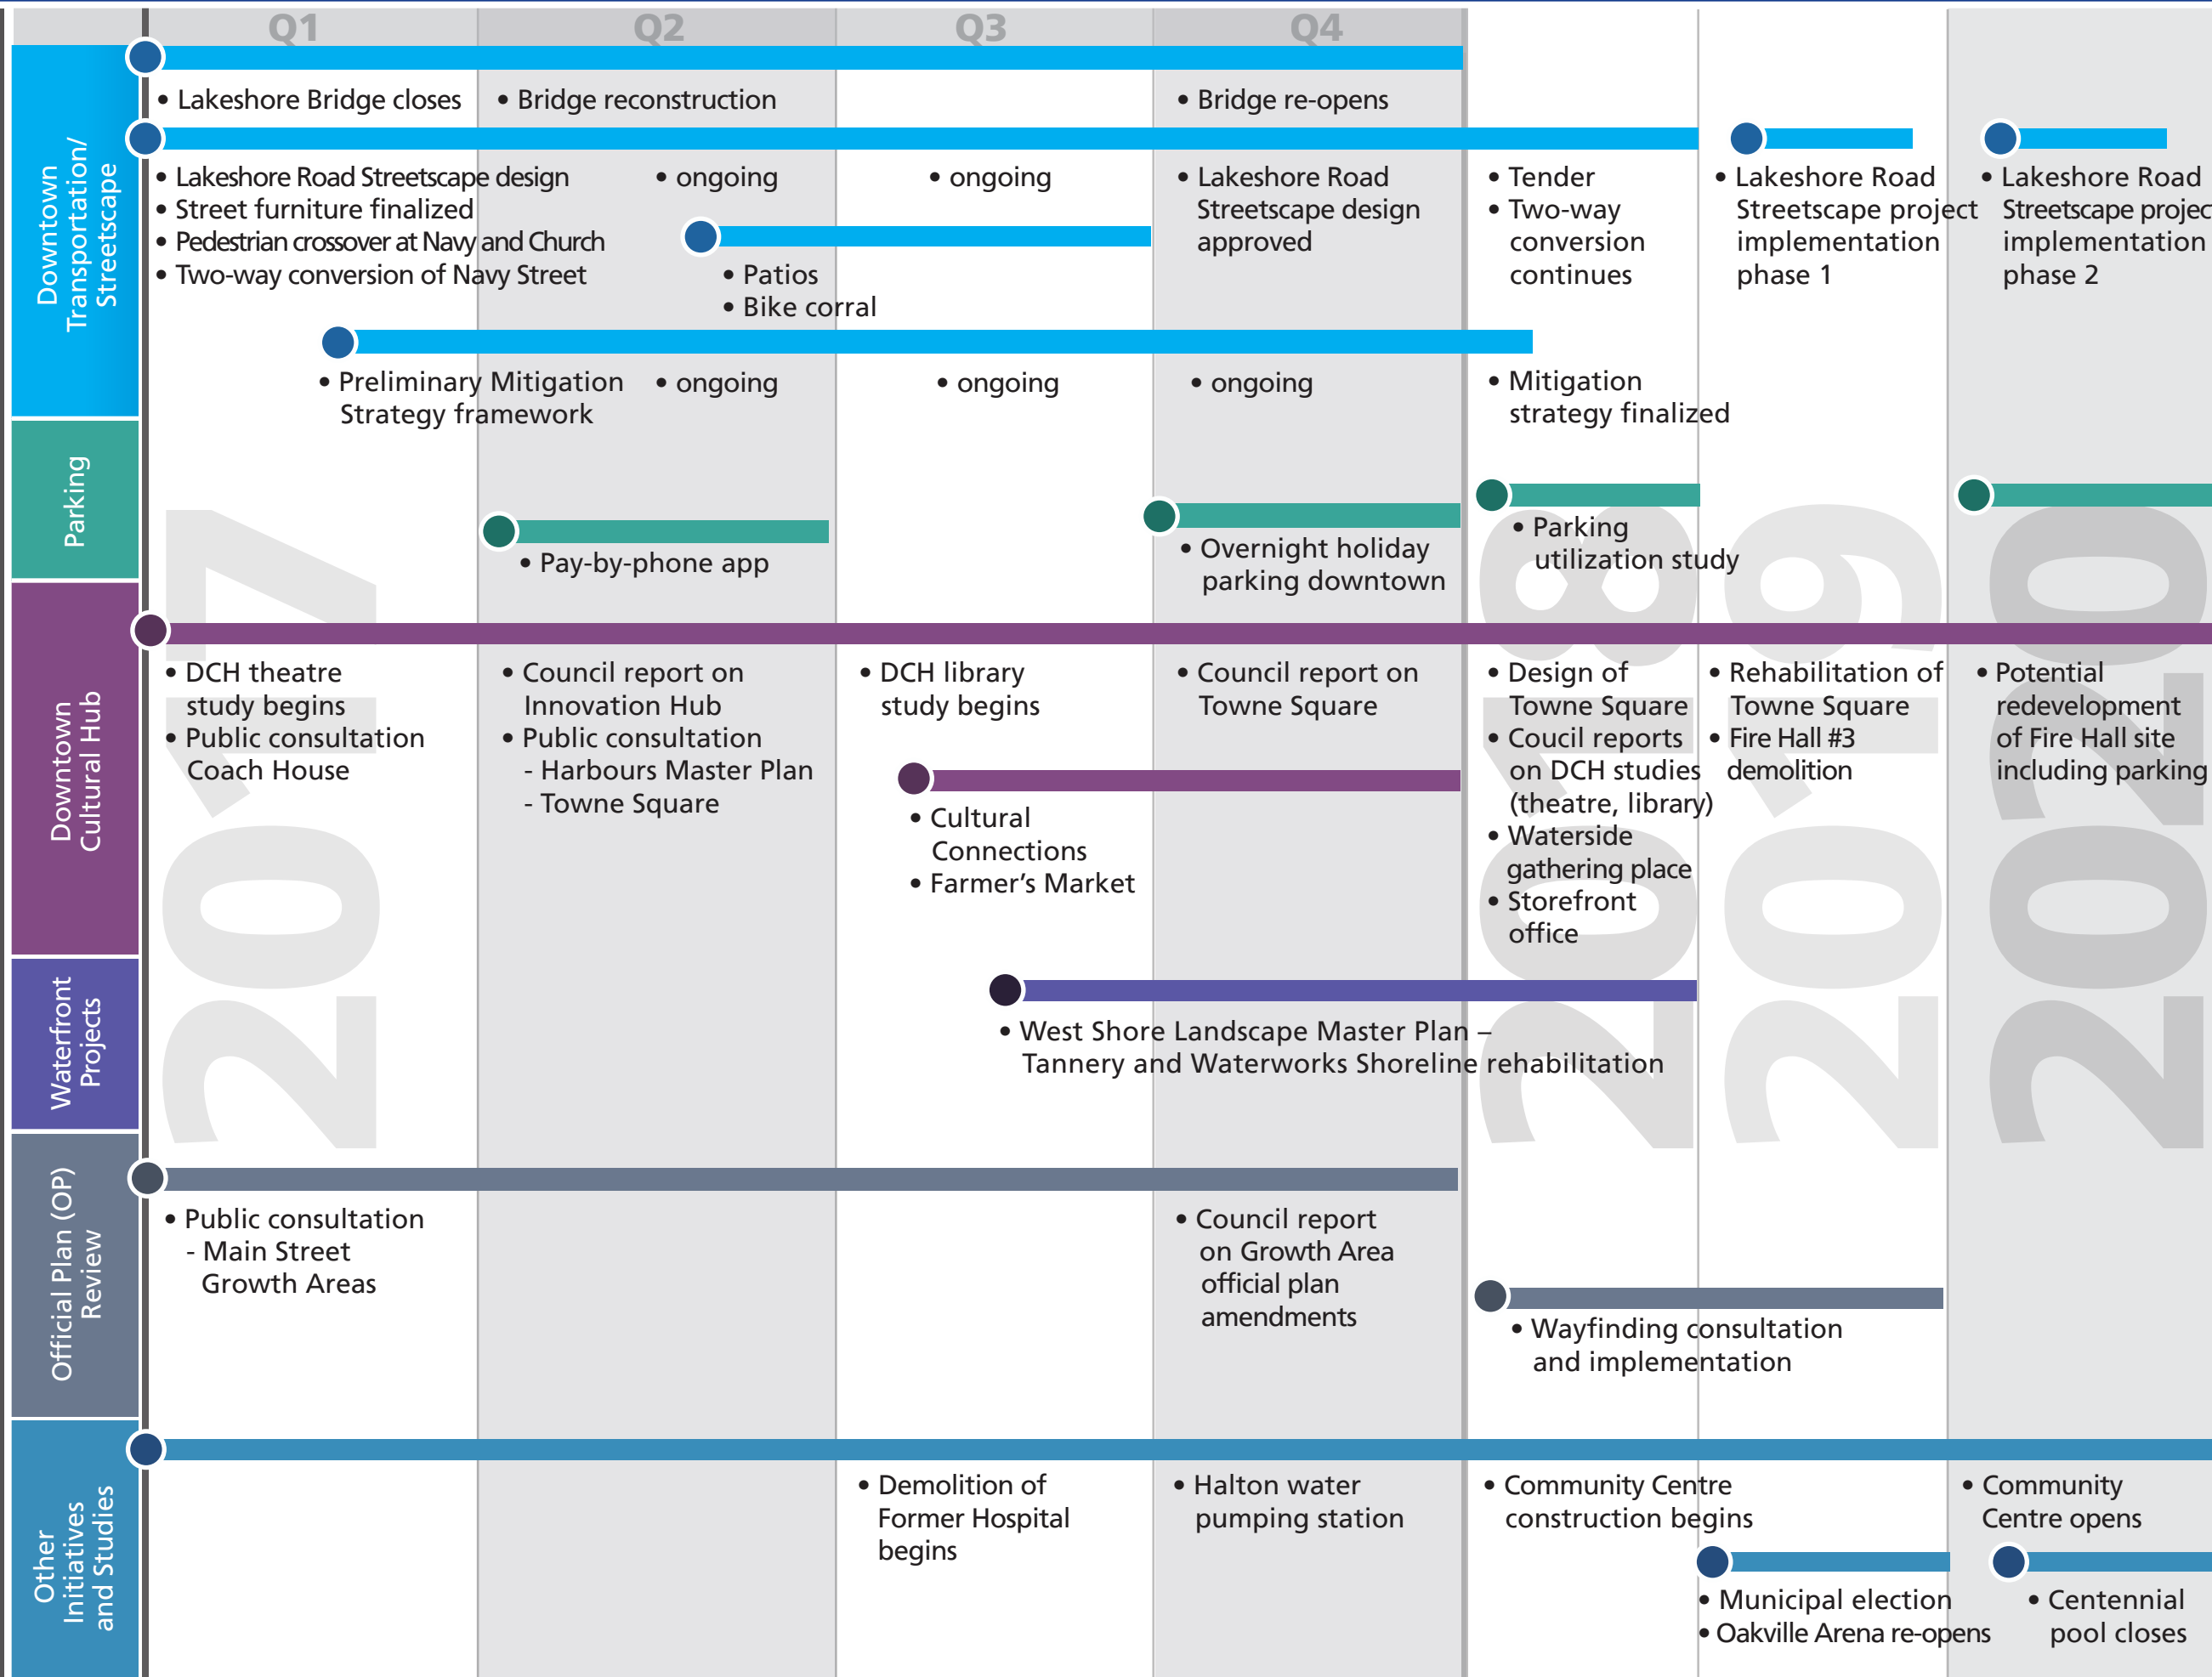 Q1
Q2
Q3
Q4
2017
2018
2019
2020
Downtown
Transportation/
Streetscape
• Lakeshore Bridge closes
• Bridge reconstruction
• Bridge re-opens
• Lakeshore Road Streetscape design
• Street furniture finalized
• Pedestrian crossover at Navy and Church
• Two-way conversion of Navy Street
• ongoing
• ongoing
• Lakeshore Road
Streetscape design
approved
• Tender
• Two-way
conversion
continues
• Lakeshore Road
Streetscape project
implementation
phase 1
• Lakeshore Road
Streetscape projec
implementation
phase 2
• Patios
• Bike corral
• Preliminary Mitigation
Strategy framework
• ongoing
• ongoing
• ongoing
• Mitigation
strategy finalized
Parking
• Pay-by-phone app
• Overnight holiday
parking downtown
• Parking
utilization study
Downtown
Cultural Hub
• DCH theatre
study begins
• Public consultation
Coach House
• Council report on
Innovation Hub
• Public consultation
- Harbours Master Plan
- Towne Square
• DCH library
study begins
• Cultural
Connections
• Farmer's Market
• Council report on
Towne Square
• Design of
Towne Square
• Coucil reports
on DCH studies
(theatre, library)
• Waterside
gathering place
• Storefront
office
• Rehabilitation of
Towne Square
• Fire Hall #3
demolition
• Potential
redevelopment
of Fire Hall site
including parking
Waterfront
Projects
• West Shore Landscape Master Plan –
Tannery and Waterworks Shoreline rehabilitation
Official Plan (OP)
Review
• Public consultation
- Main Street
Growth Areas
• Council report
on Growth Area
official plan
amendments
• Wayfinding consultation
and implementation
Other
Initiatives
and Studies
• Demolition of
Former Hospital
begins
• Halton water
pumping station
• Community Centre
construction begins
• Community
Centre opens
• Municipal election
• Oakville Arena re-opens
• Centennial
pool closes